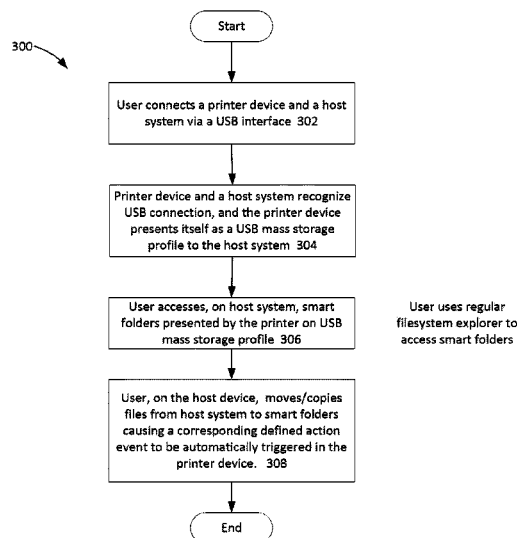 Start
300
User connects a printer device and a host
system via a USB interface 302
Printer device and a host system recognize
USB connection, and the printer device
presents itself as a USB mass storage
profile to the host system 304
User accesses, on host system, smart
folders presented by the printer on USB
mass storage profile 306
User uses regular
filesystem explorer to
access smart folders
User, on the host device, moves/copies
files from host system to smart folders
causing a corresponding defined action
event to be automatically triggered in the
printer device. 308
End